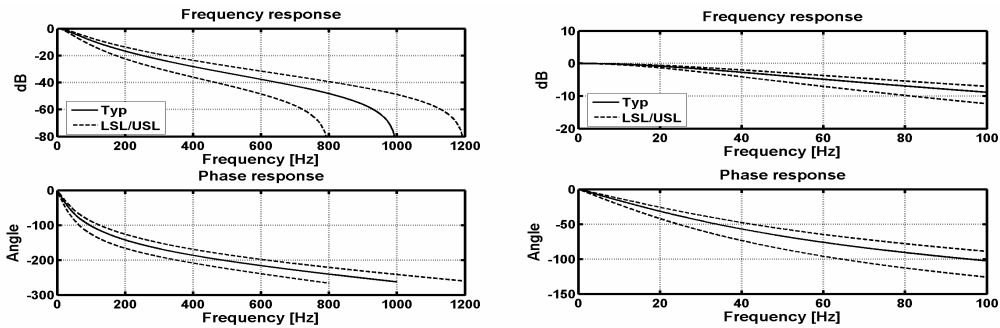 Frequency response
0
-20
-40
-60
-80
dB
Typ
LSL/USL
0 200 400 600 800 1000 1200
Frequency [Hz]
Phase response
0
-100
-200
-300
Angle
0 200 400 600 800 1000 1200
Frequency [Hz]
Frequency response
10
0
-10
-20
dB
Typ
LSL/USL
0 20 40 60 80 100
Frequency [Hz]
Phase response
0
-50
-100
-150
Angle
0 20 40 60 80 100
Frequency [Hz]